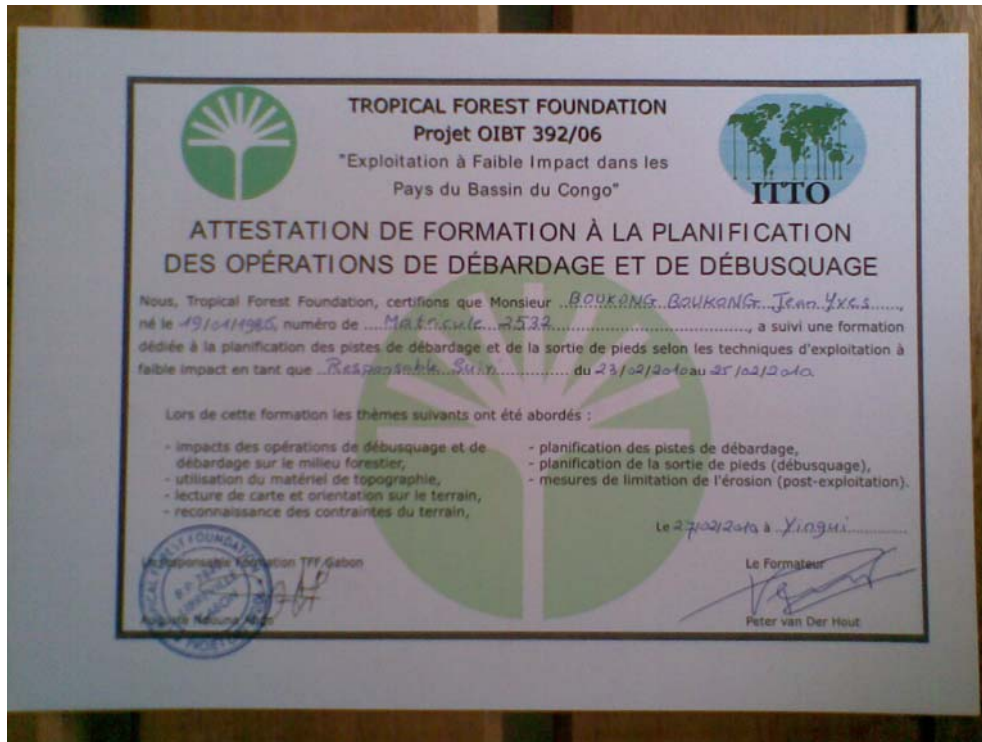 TROPICAL FOREST FOUNDATION
Projet OIBT 392/06
"Exploitation à Faible Impact dans les
Pays du Bassin du Congo"
ITTO
ATTESTATION DE FORMATION À LA PLANIFICATION
DES OPÉRATIONS DE DÉBARDAGE ET DE DÉBUSQUAGE
Nous, Tropical Forest Foundation, certifions que Monsieur BOUKONG BOUKONG Jean Yves,
né le 19/01/1986, numéro de Matricule 2532, a suivi une formation
dédiée à la planification des pistes de débardage et de la sortie de pieds selon les techniques d'exploitation à
faible impact en tant que Responsable Suivi du 23/02/2010 au 25/02/2010
Lors de cette formation les thèmes suivants ont été abordés :
- impacts des opérations de débusquage et de
débardage sur le milieu forestier,
- utilisation du matériel de topographie,
- lecture de carte et orientation sur le terrain,
- reconnaissance des contraintes du terrain,
- planification des pistes de débardage,
- planification de la sortie de pieds (débusquage),
- mesures de limitation de l'érosion (post-exploitation).
Le 27/02/2010 à Yingui
Responsable Formation TFF Gabon
Le Formateur
Peter van Der Hout